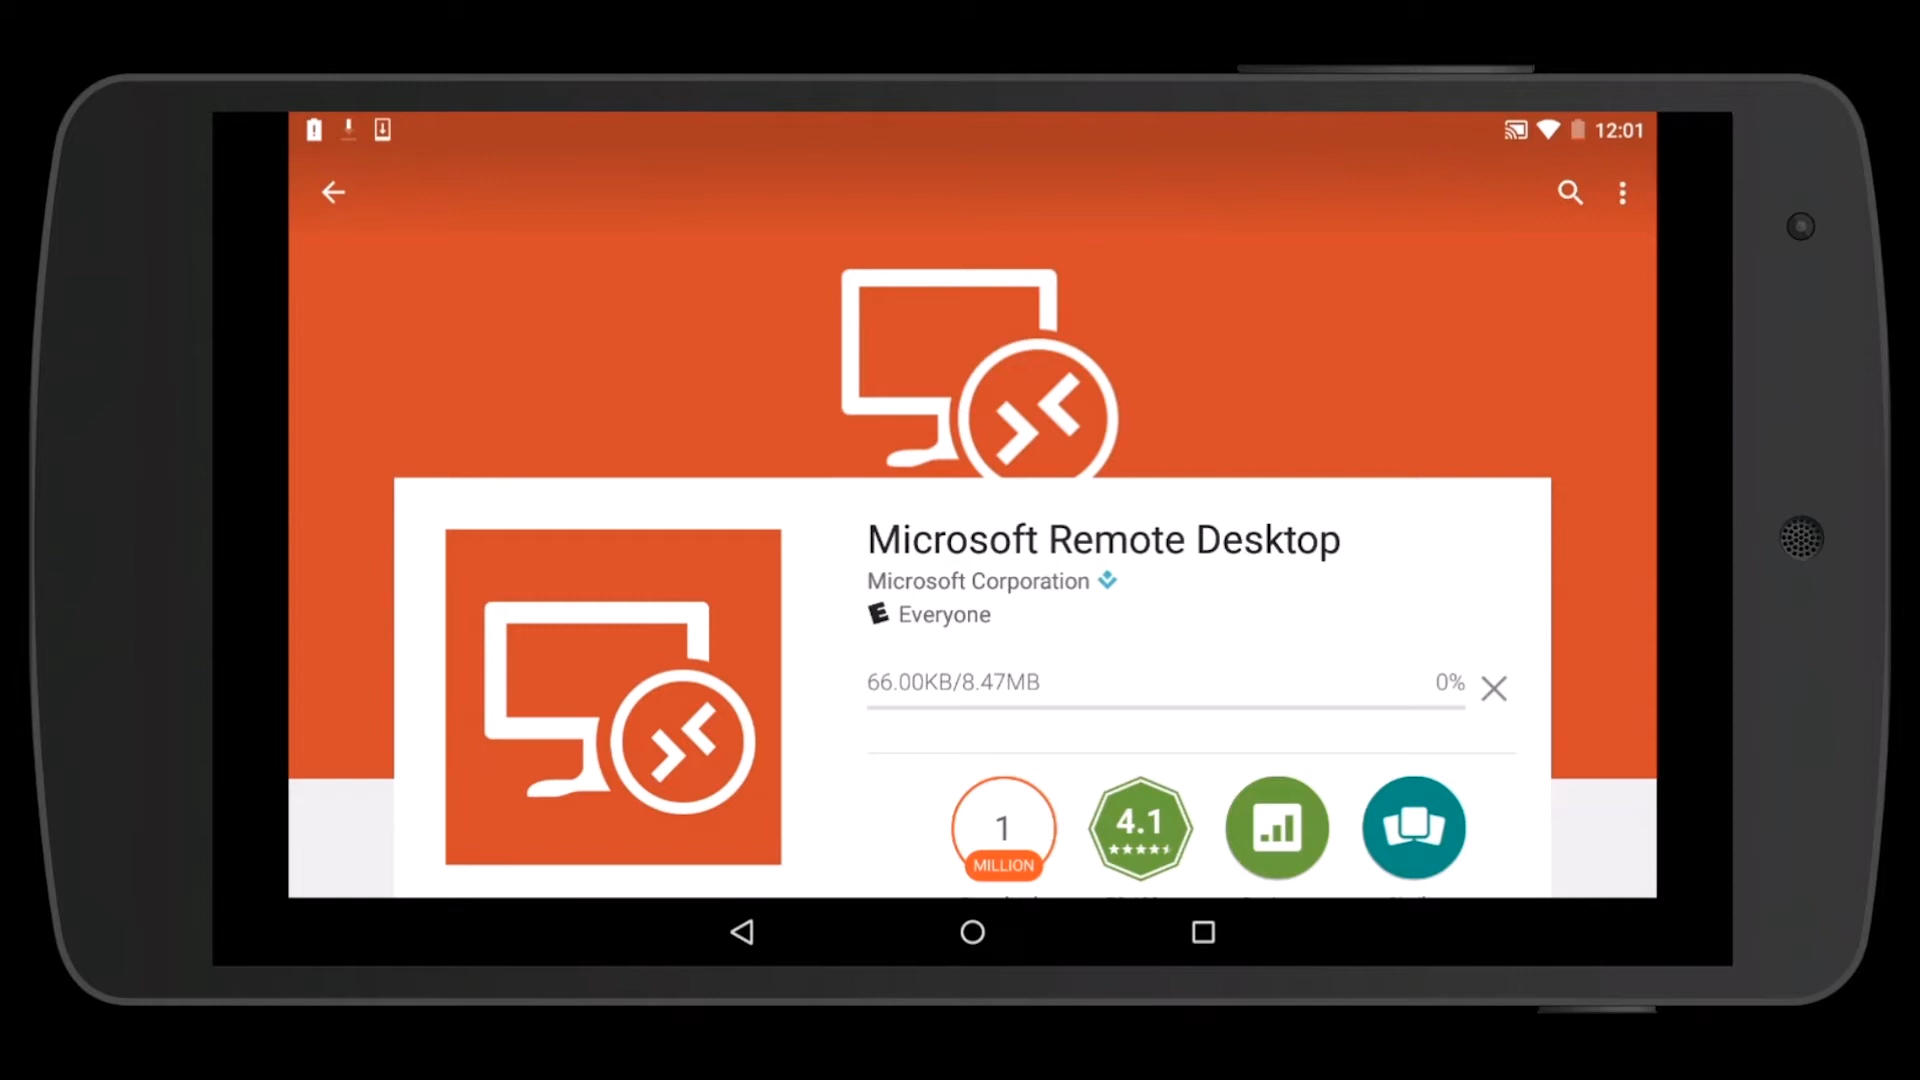 12:01
Microsoft Remote Desktop
Microsoft Corporation
E Everyone
66.00KB/8.47MB 0%
1 4.1
MILLION